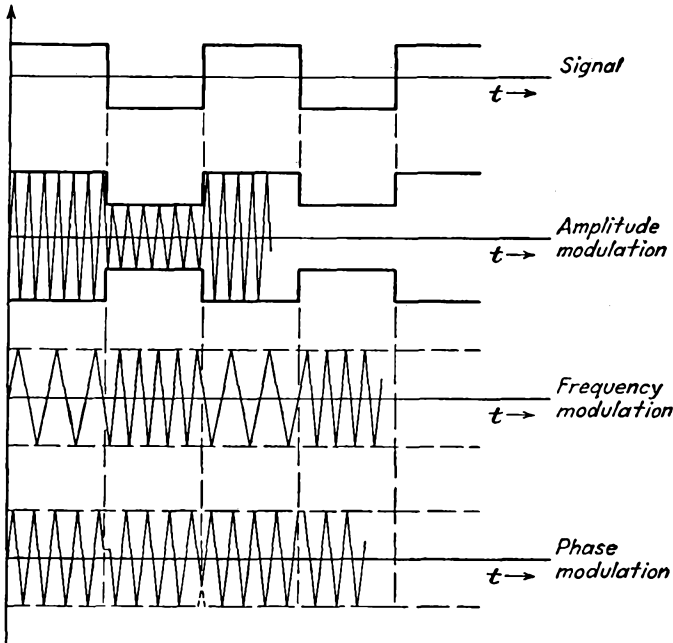 Signal
t→
Amplitude
modulation
t→
Frequency
modulation
t→
Phase
modulation
t→